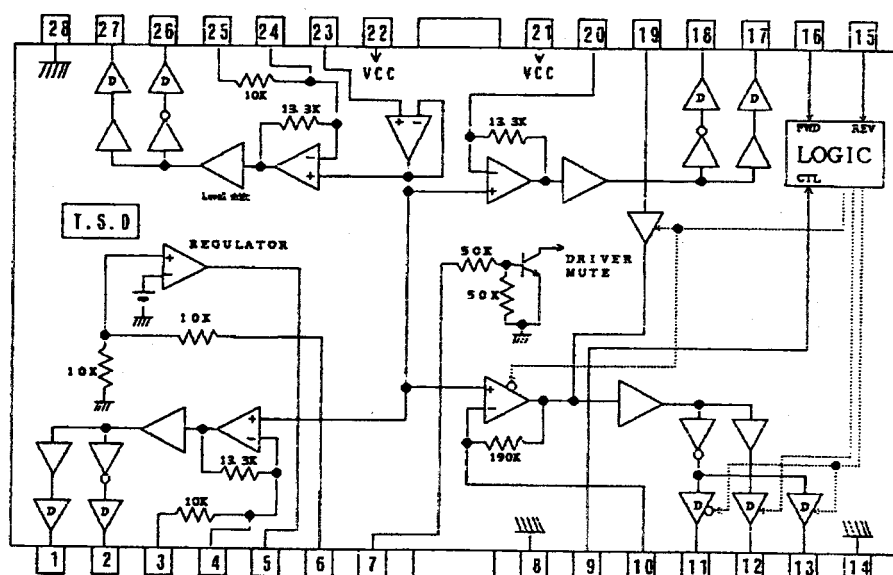 28 27 26 25 24 23 22 21 20 19 18 17 16 15
VCC VCC
D D D D
10K
13.3K 13.3K
+ − + −
FWD REV
LOGIC
CTL
− + − +
Level shift
T.S.D
REGULATOR
+ −
50K
DRIVER
MUTE
50K
10K
10K
+ −
+ −
13.3K
190K
10K
D D D D D
1 2 3 4 5 6 7 8 9 10 11 12 13 14